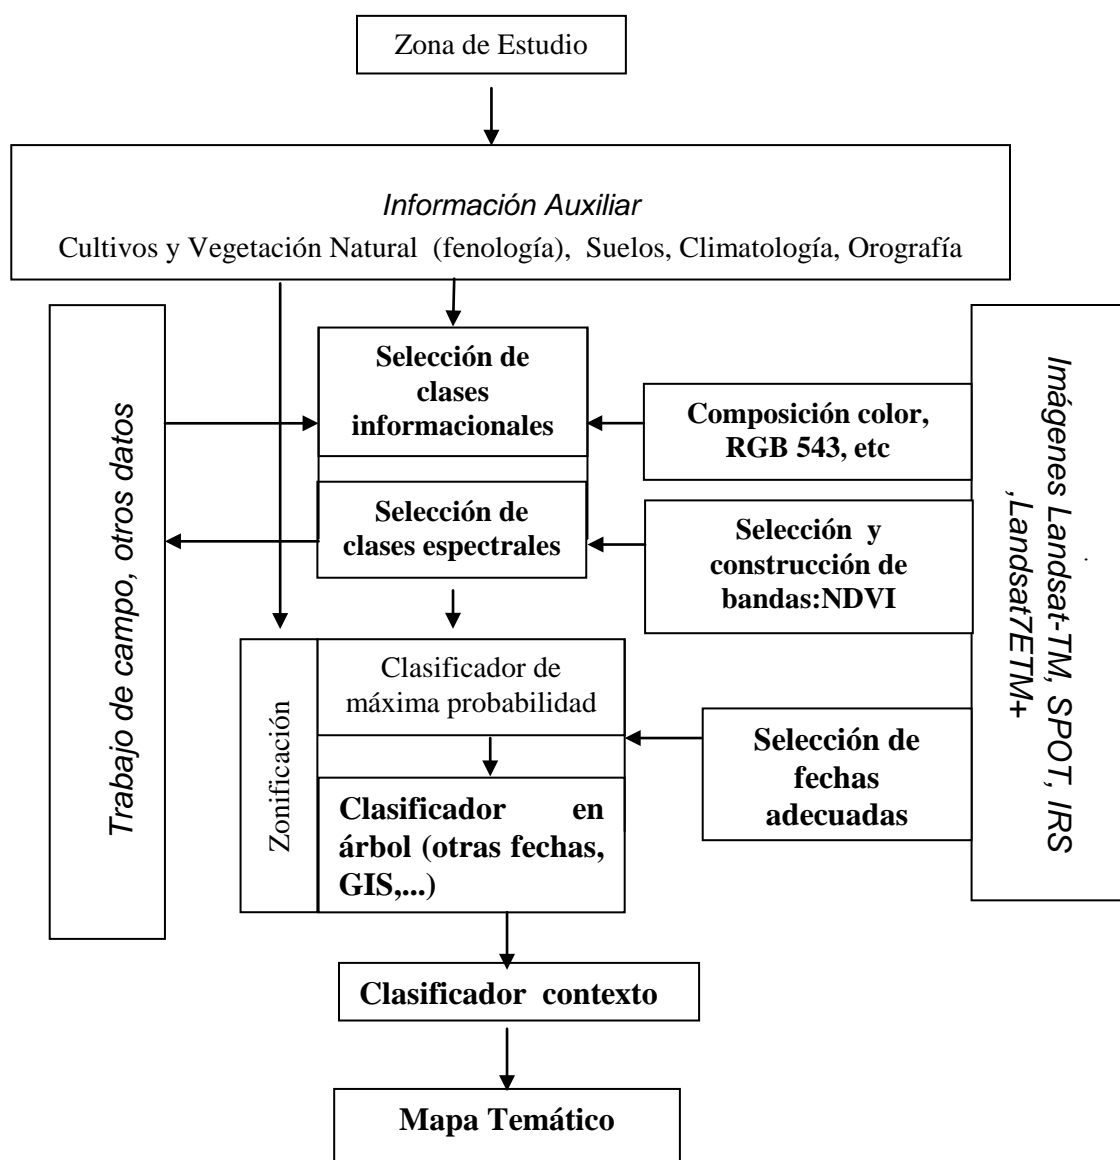 Zona de Estudio
Información Auxiliar
Cultivos y Vegetación Natural (fenología), Suelos, Climatología, Orografía
Trabajo de campo, otros datos
Selección de
clases
informacionales
Composición color,
RGB 543, etc
Imágenes Landsat-TM, SPOT, IRS
,Landsat7ETM+
Selección de
clases espectrales
Selección y
construcción de
bandas:NDVI
Zonificación
Clasificador de
máxima probabilidad
Selección de
fechas
adecuadas
Clasificador en
árbol (otras fechas,
GIS,...)
Clasificador contexto
Mapa Temático